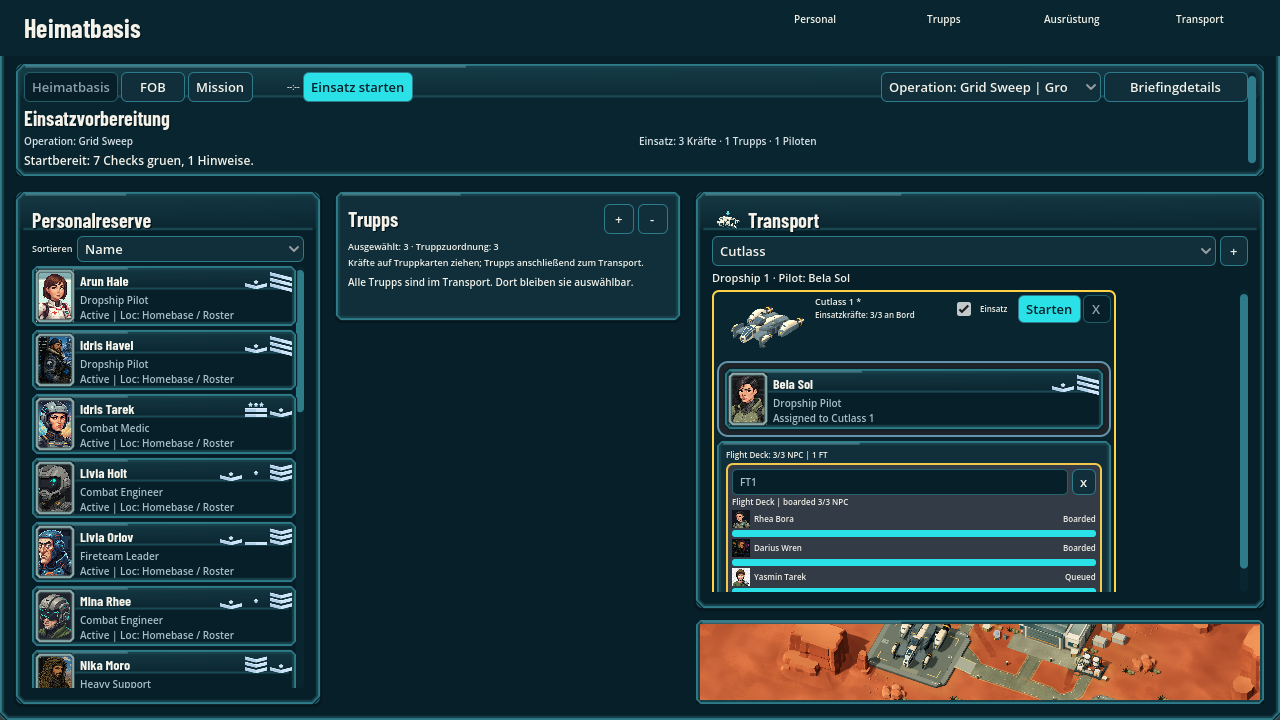 Heimatbasis
Personal Trupps Ausrüstung Transport
Heimatbasis FOB Mission --:-- Einsatz starten Operation: Grid Sweep | Gro Briefingdetails
Einsatzvorbereitung
Operation: Grid Sweep Einsatz: 3 Kräfte · 1 Trupps · 1 Piloten
Startbereit: 7 Checks gruen, 1 Hinweise.
Personalreserve
Sortieren Name
Arun Hale
Dropship Pilot
Active | Loc: Homebase / Roster
Idris Havel
Dropship Pilot
Active | Loc: Homebase / Roster
Idris Tarek
Combat Medic
Active | Loc: Homebase / Roster
Livia Holt
Combat Engineer
Active | Loc: Homebase / Roster
Livia Orlov
Fireteam Leader
Active | Loc: Homebase / Roster
Mina Rhee
Combat Engineer
Active | Loc: Homebase / Roster
Nika Moro
Heavy Support
Trupps + -
Ausgewählt: 3 · Truppzuordnung: 3
Kräfte auf Truppkarten ziehen; Trupps anschließend zum Transport.
Alle Trupps sind im Transport. Dort bleiben sie auswählbar.
Transport
Cutlass +
Dropship 1 · Pilot: Bela Sol
Cutlass 1 *
Einsatzkräfte: 3/3 an Bord
Einsatz Starten X
Bela Sol
Dropship Pilot
Assigned to Cutlass 1
Flight Deck: 3/3 NPC | 1 FT
FT1 x
Flight Deck | boarded 3/3 NPC
Rhea Bora Boarded
Darius Wren Boarded
Yasmin Tarek Queued